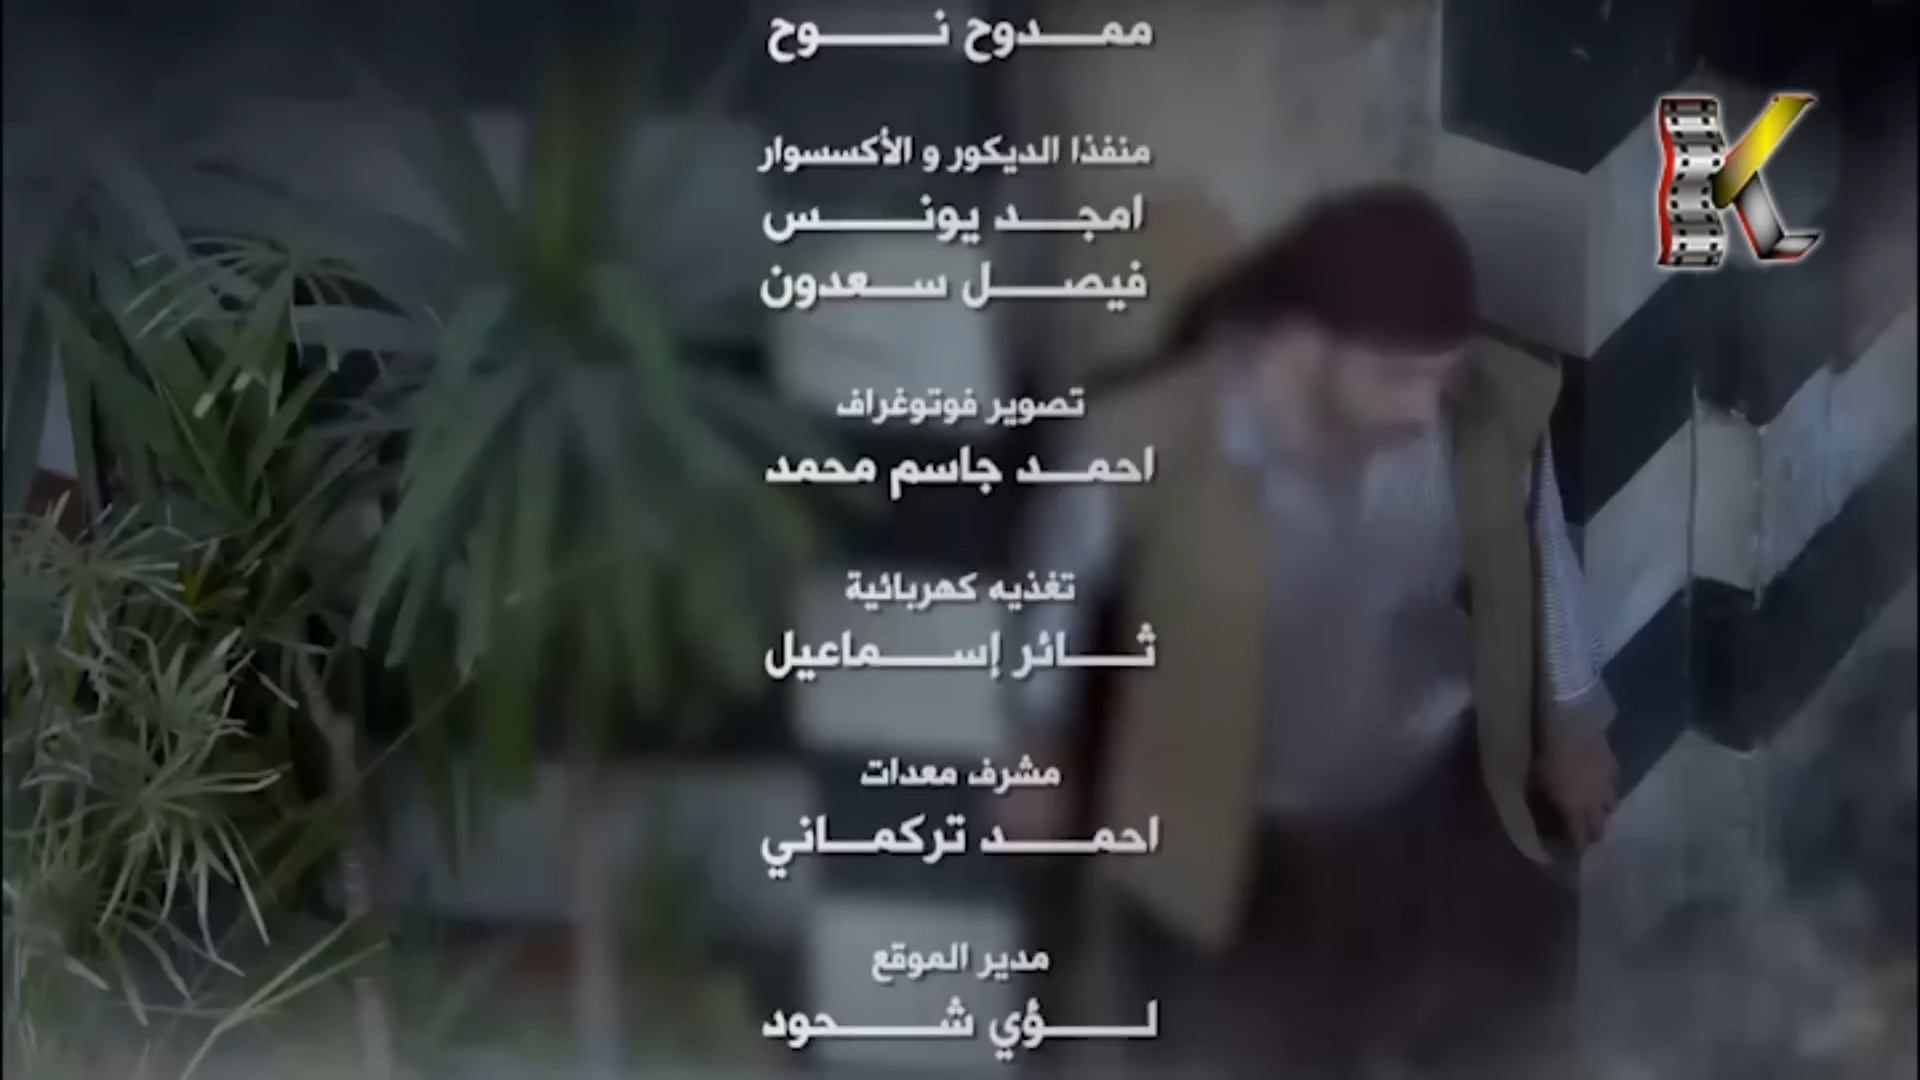 ممدوح نوح
منفذا الديكور و الأكسسوار
امجد يونس
فيصل سعدون
تصوير فوتوغراف
احمد جاسم محمد
تغذيه كهربائية
ثائر إسماعيل
مشرف معدات
احمد تركماني
مدير الموقع
لؤي شحود
K